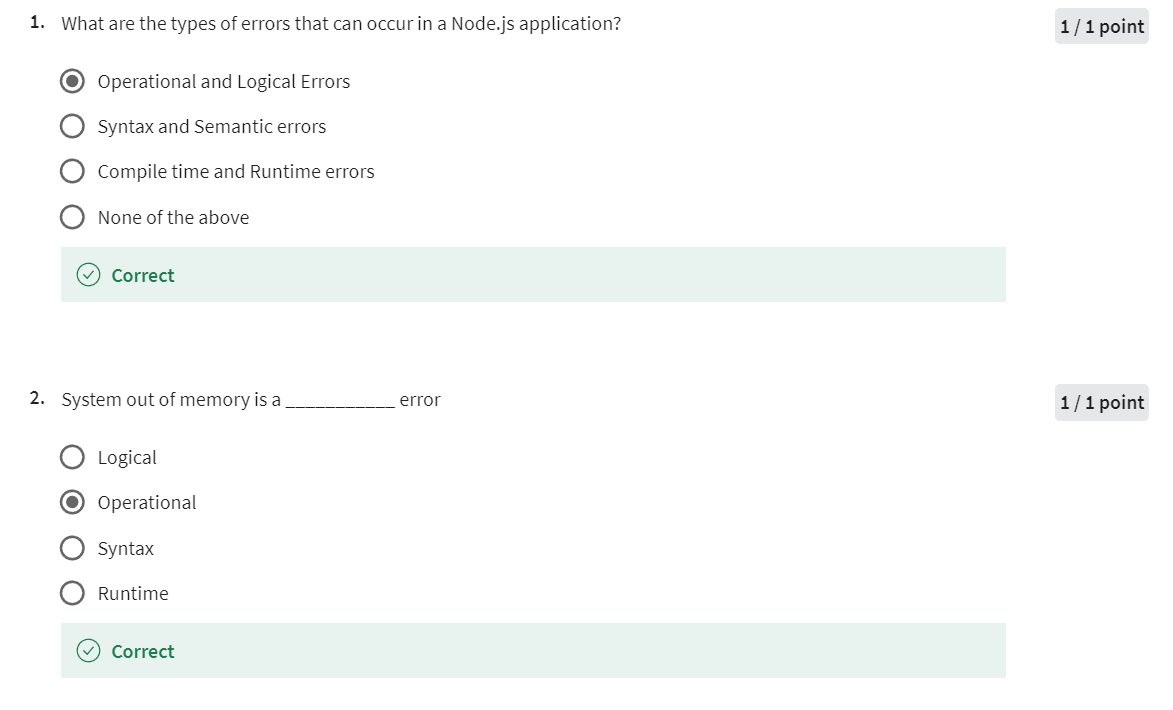 1. What are the types of errors that can occur in a Node.js application?
1 / 1 point
Operational and Logical Errors
Syntax and Semantic errors
Compile time and Runtime errors
None of the above
Correct
2. System out of memory is a ___________ error
1 / 1 point
Logical
Operational
Syntax
Runtime
Correct